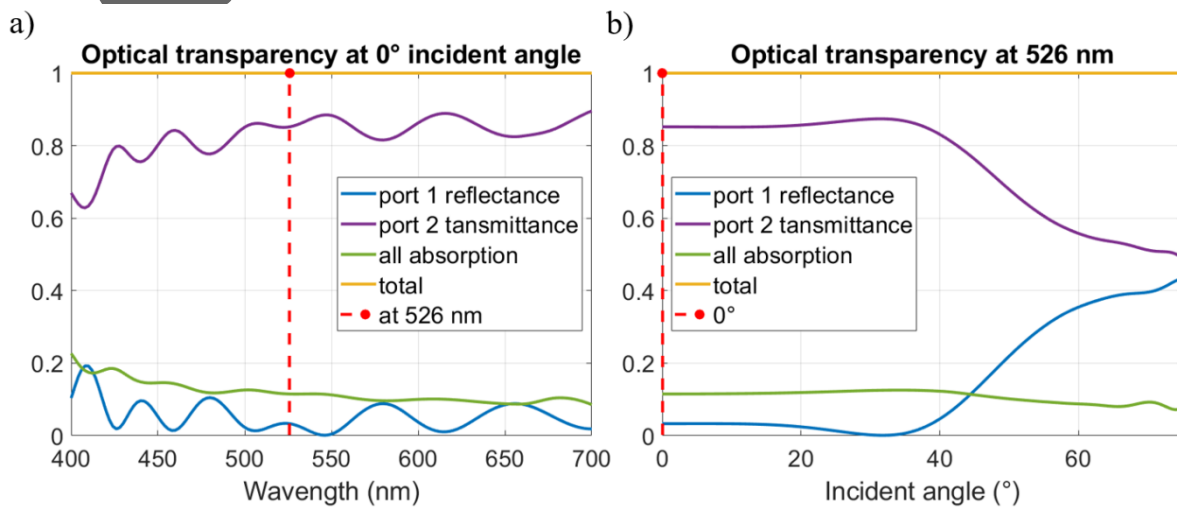 a)
Optical transparency at 0° incident angle
1
0.8
0.6
0.4
0.2
0
400
450
500
550
600
650
700
Wavength (nm)
port 1 reflectance
port 2 tansmittance
all absorption
total
at 526 nm
b)
Optical transparency at 526 nm
1
0.8
0.6
0.4
0.2
0
0
20
40
60
Incident angle (°)
port 1 reflectance
port 2 tansmittance
all absorption
total
0°